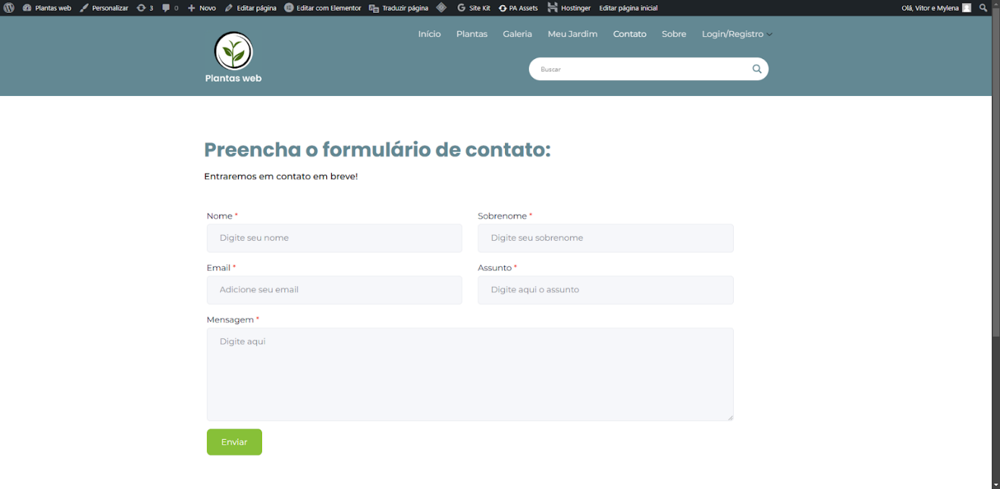 Plantas web Personalizar 3 0 Novo Editar página Editar com Elementor Traduzir página Site Kit PA Assets Hostinger Editar página inicial Olá, Vitor e Mylena
Início Plantas Galeria Meu Jardim Contato Sobre Login/Registro
Buscar
Plantas web
Preencha o formulário de contato:
Entraremos em contato em breve!
Nome * Sobrenome *
Digite seu nome Digite seu sobrenome
Email * Assunto *
Adicione seu email Digite aqui o assunto
Mensagem *
Digite aqui
Enviar